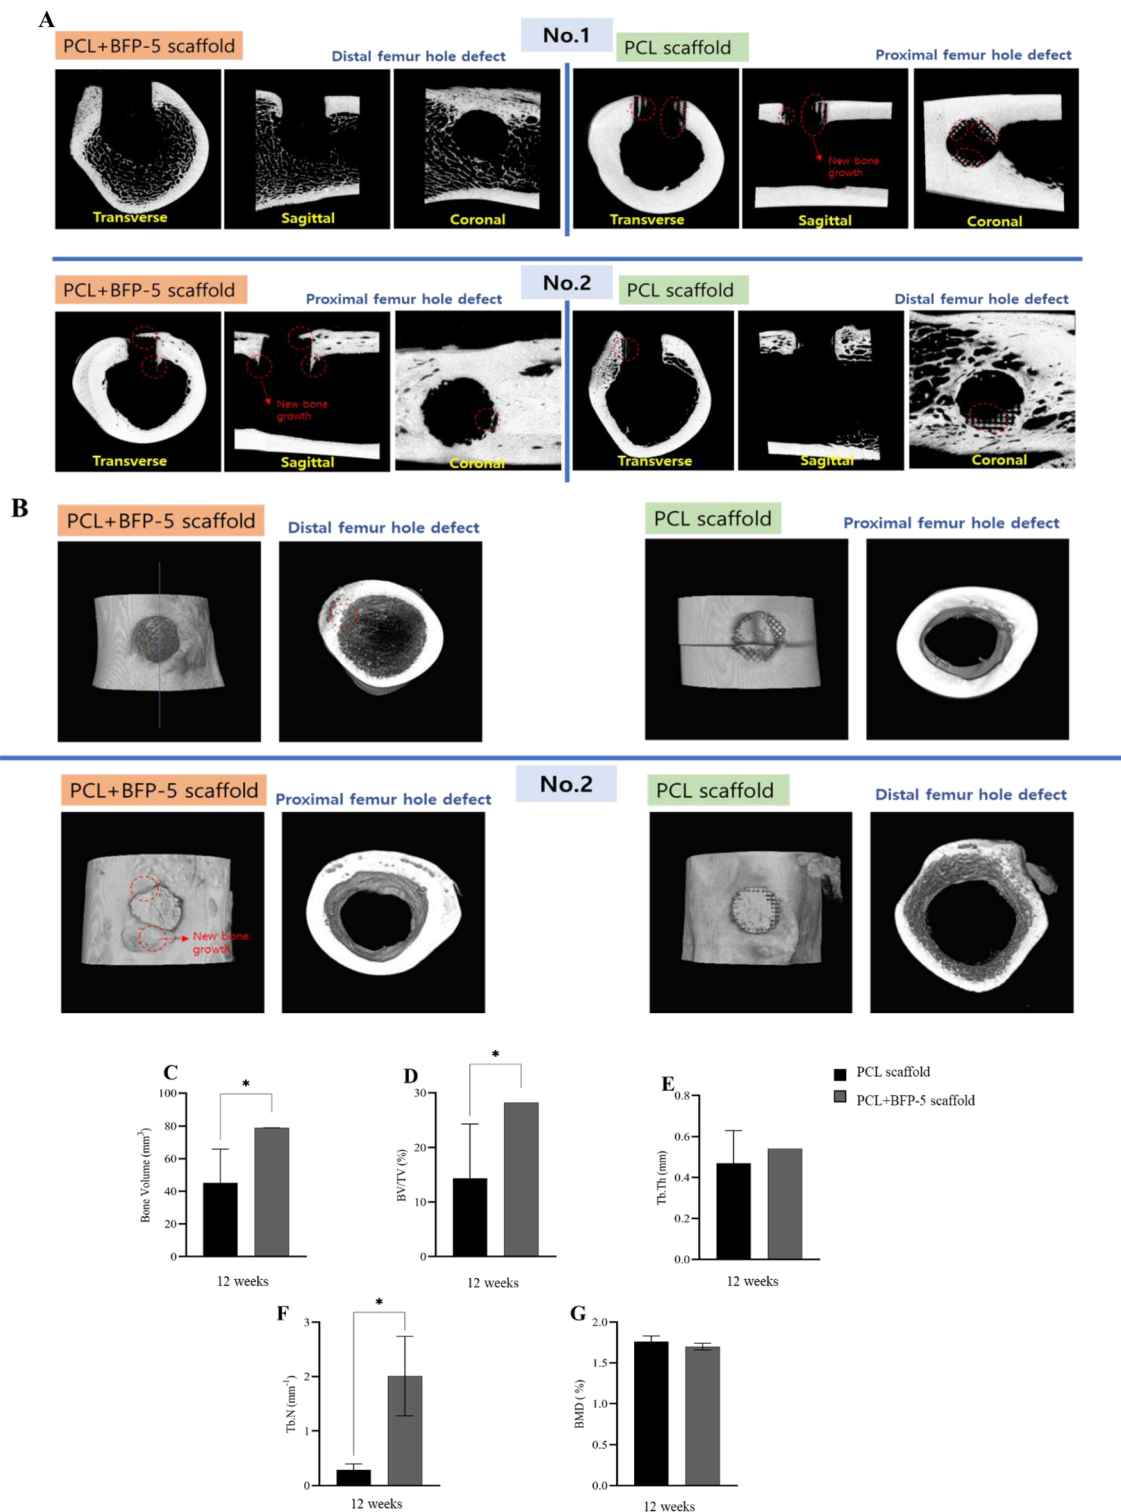 A
PCL+BFP-5 scaffold
No.1
PCL scaffold
Distal femur hole defect
Proximal femur hole defect
New bone
growth
Transverse
Sagittal
Coronal
Transverse
Sagittal
Coronal
PCL+BFP-5 scaffold
No.2
PCL scaffold
Proximal femur hole defect
Distal femur hole defect
New bone
growth
Transverse
Sagittal
Coronal
Transverse
Sagittal
Coronal
B
PCL+BFP-5 scaffold
PCL scaffold
Distal femur hole defect
Proximal femur hole defect
PCL+BFP-5 scaffold
No.2
PCL scaffold
Proximal femur hole defect
Distal femur hole defect
New bone
growth
C
*
Bone Volume (mm³)
100
80
60
40
20
0
12 weeks
D
*
BV/TV (%)
30
20
10
0
12 weeks
E
Tb.Th (mm)
0.8
0.6
0.4
0.2
0.0
12 weeks
PCL scaffold
PCL+BFP-5 scaffold
F
*
Tb.N (mm⁻¹)
3
2
1
0
12 weeks
G
BMD ( %)
2.0
1.5
1.0
0.5
0.0
12 weeks